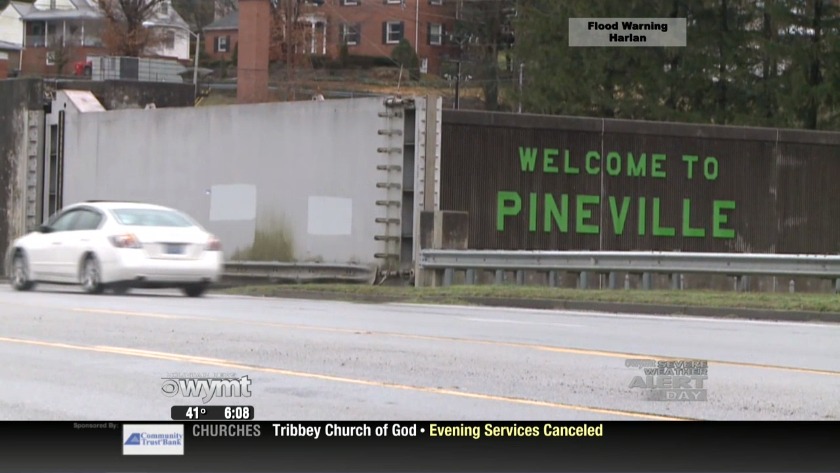 Flood Warning
Harlan
WELCOME TO
PINEVILLE
wymt
SEVERE
WEATHER
ALERT
DAY
41° 6:08
Sponsored By:
Community
Trust Bank
CHURCHES Tribbey Church of God • Evening Services Canceled